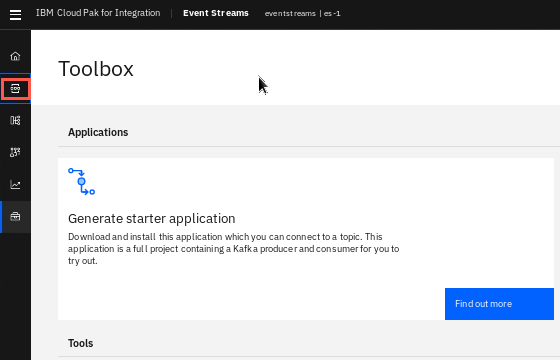 IBM Cloud Pak for Integration | Event Streams eventstreams | es-1
Toolbox
Applications
Generate starter application
Download and install this application which you can connect to a topic. This
application is a full project containing a Kafka producer and consumer for you to
try out.
Find out more
Tools